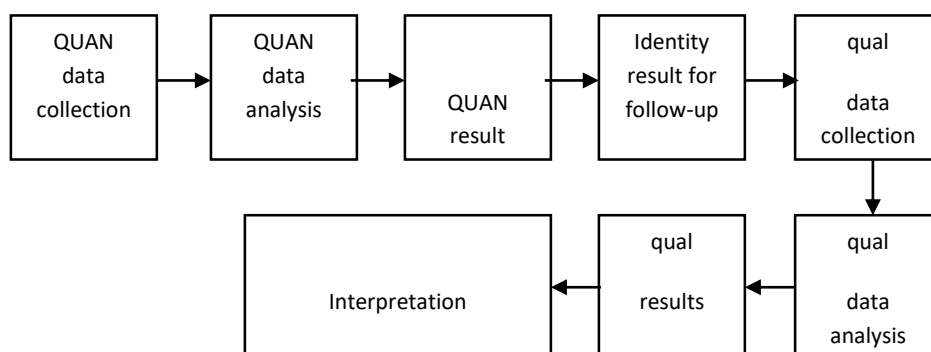 QUAN
data
collection
QUAN
data
analysis
QUAN
result
Identity
result for
follow-up
qual
data
collection
qual
data
analysis
qual
results
Interpretation